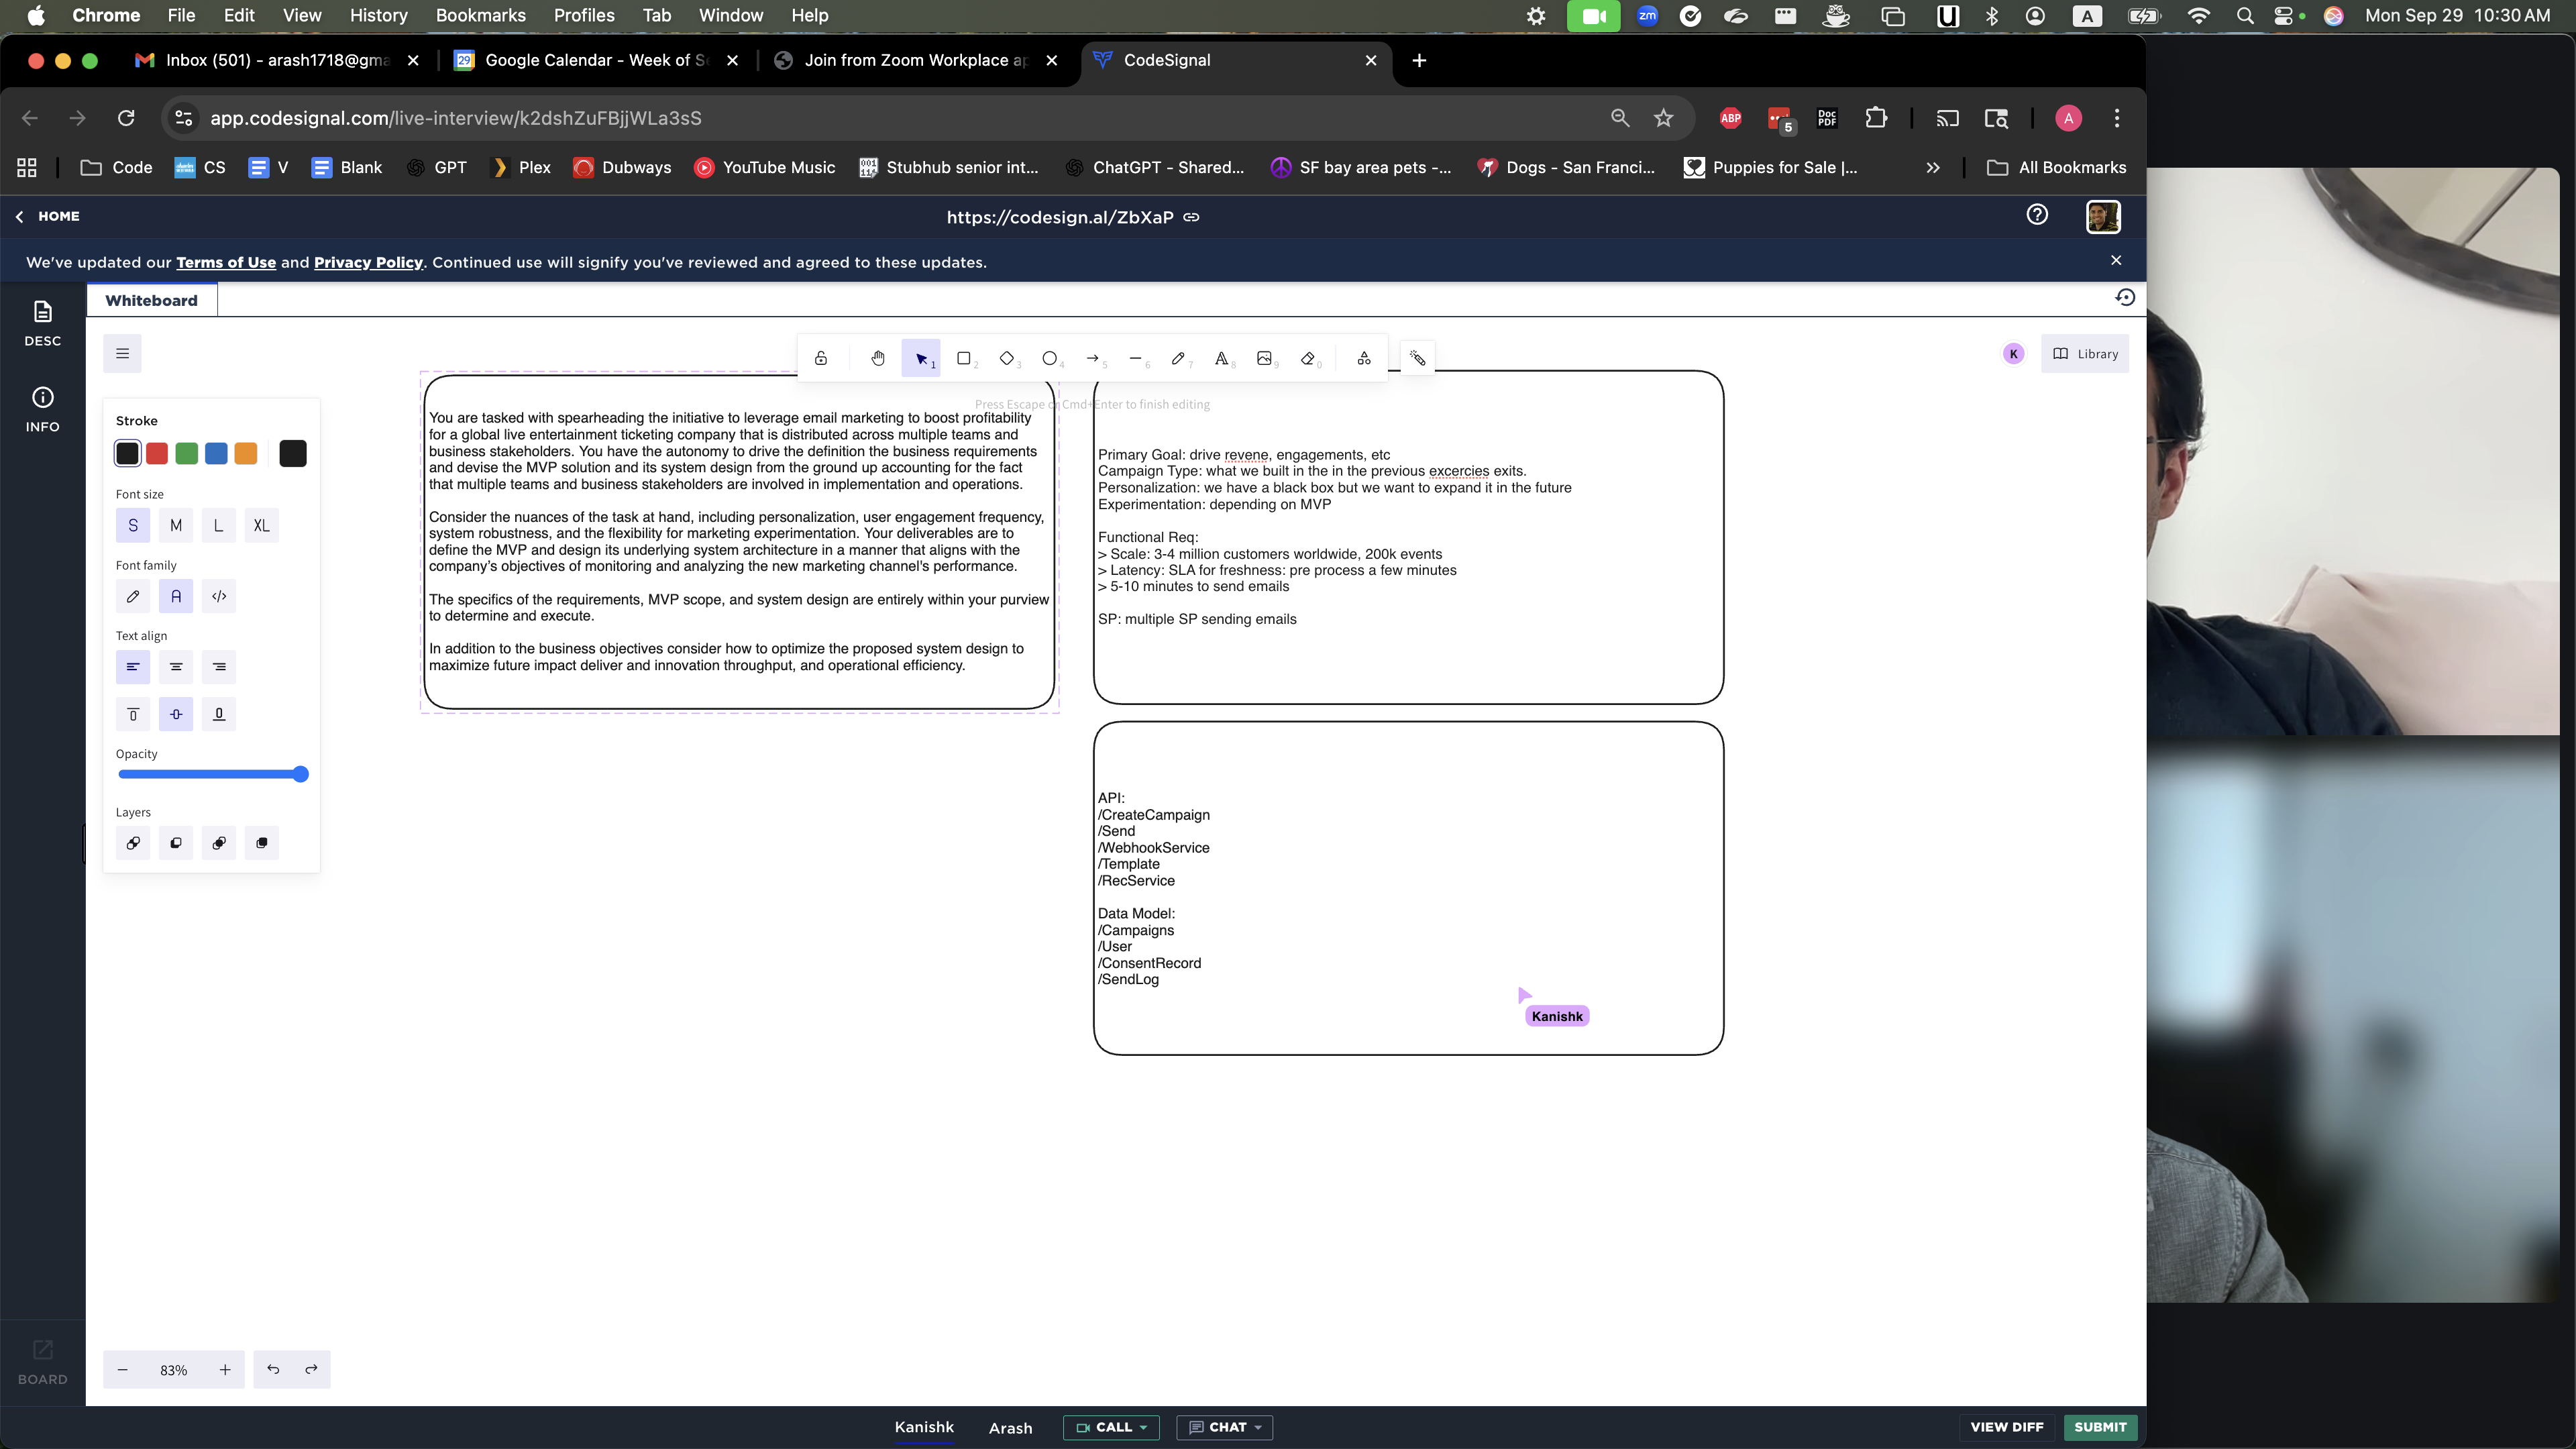 Chrome File Edit View History Bookmarks Profiles Tab Window Help
zm
A
Mon Sep 29 10:30 AM
Inbox (501) - arash1718@gma
29
Google Calendar - Week of S
Join from Zoom Workplace ap
CodeSignal
app.codesignal.com/live-interview/k2dshZuFBjjWLa3sS
ABP
5
Doc PDF
A
Code
CS
V
Blank
GPT
Plex
Dubways
YouTube Music
Stubhub senior int...
ChatGPT - Shared...
SF bay area pets -...
Dogs - San Franci...
Puppies for Sale |...
All Bookmarks
HOME
https://codesign.al/ZbXaP
We've updated our Terms of Use and Privacy Policy. Continued use will signify you've reviewed and agreed to these updates.
DESC
INFO
Whiteboard
1 2 3 4 5 6 7 8 9 0
K
Library
Press Escape or Cmd+Enter to finish editing
Stroke
Font size
S M L XL
Font family
A
Text align
Opacity
Layers
You are tasked with spearheading the initiative to leverage email marketing to boost profitability
for a global live entertainment ticketing company that is distributed across multiple teams and
business stakeholders. You have the autonomy to drive the definition the business requirements
and devise the MVP solution and its system design from the ground up accounting for the fact
that multiple teams and business stakeholders are involved in implementation and operations.
Consider the nuances of the task at hand, including personalization, user engagement frequency,
system robustness, and the flexibility for marketing experimentation. Your deliverables are to
define the MVP and design its underlying system architecture in a manner that aligns with the
company's objectives of monitoring and analyzing the new marketing channel's performance.
The specifics of the requirements, MVP scope, and system design are entirely within your purview
to determine and execute.
In addition to the business objectives consider how to optimize the proposed system design to
maximize future impact deliver and innovation throughput, and operational efficiency.
Primary Goal: drive revene, engagements, etc
Campaign Type: what we built in the in the previous excercies exits.
Personalization: we have a black box but we want to expand it in the future
Experimentation: depending on MVP
Functional Req:
> Scale: 3-4 million customers worldwide, 200k events
> Latency: SLA for freshness: pre process a few minutes
> 5-10 minutes to send emails
SP: multiple SP sending emails
API:
/CreateCampaign
/Send
/WebhookService
/Template
/RecService
Data Model:
/Campaigns
/User
/ConsentRecord
/SendLog
Kanishk
83%
BOARD
Kanishk Arash CALL CHAT
VIEW DIFF SUBMIT